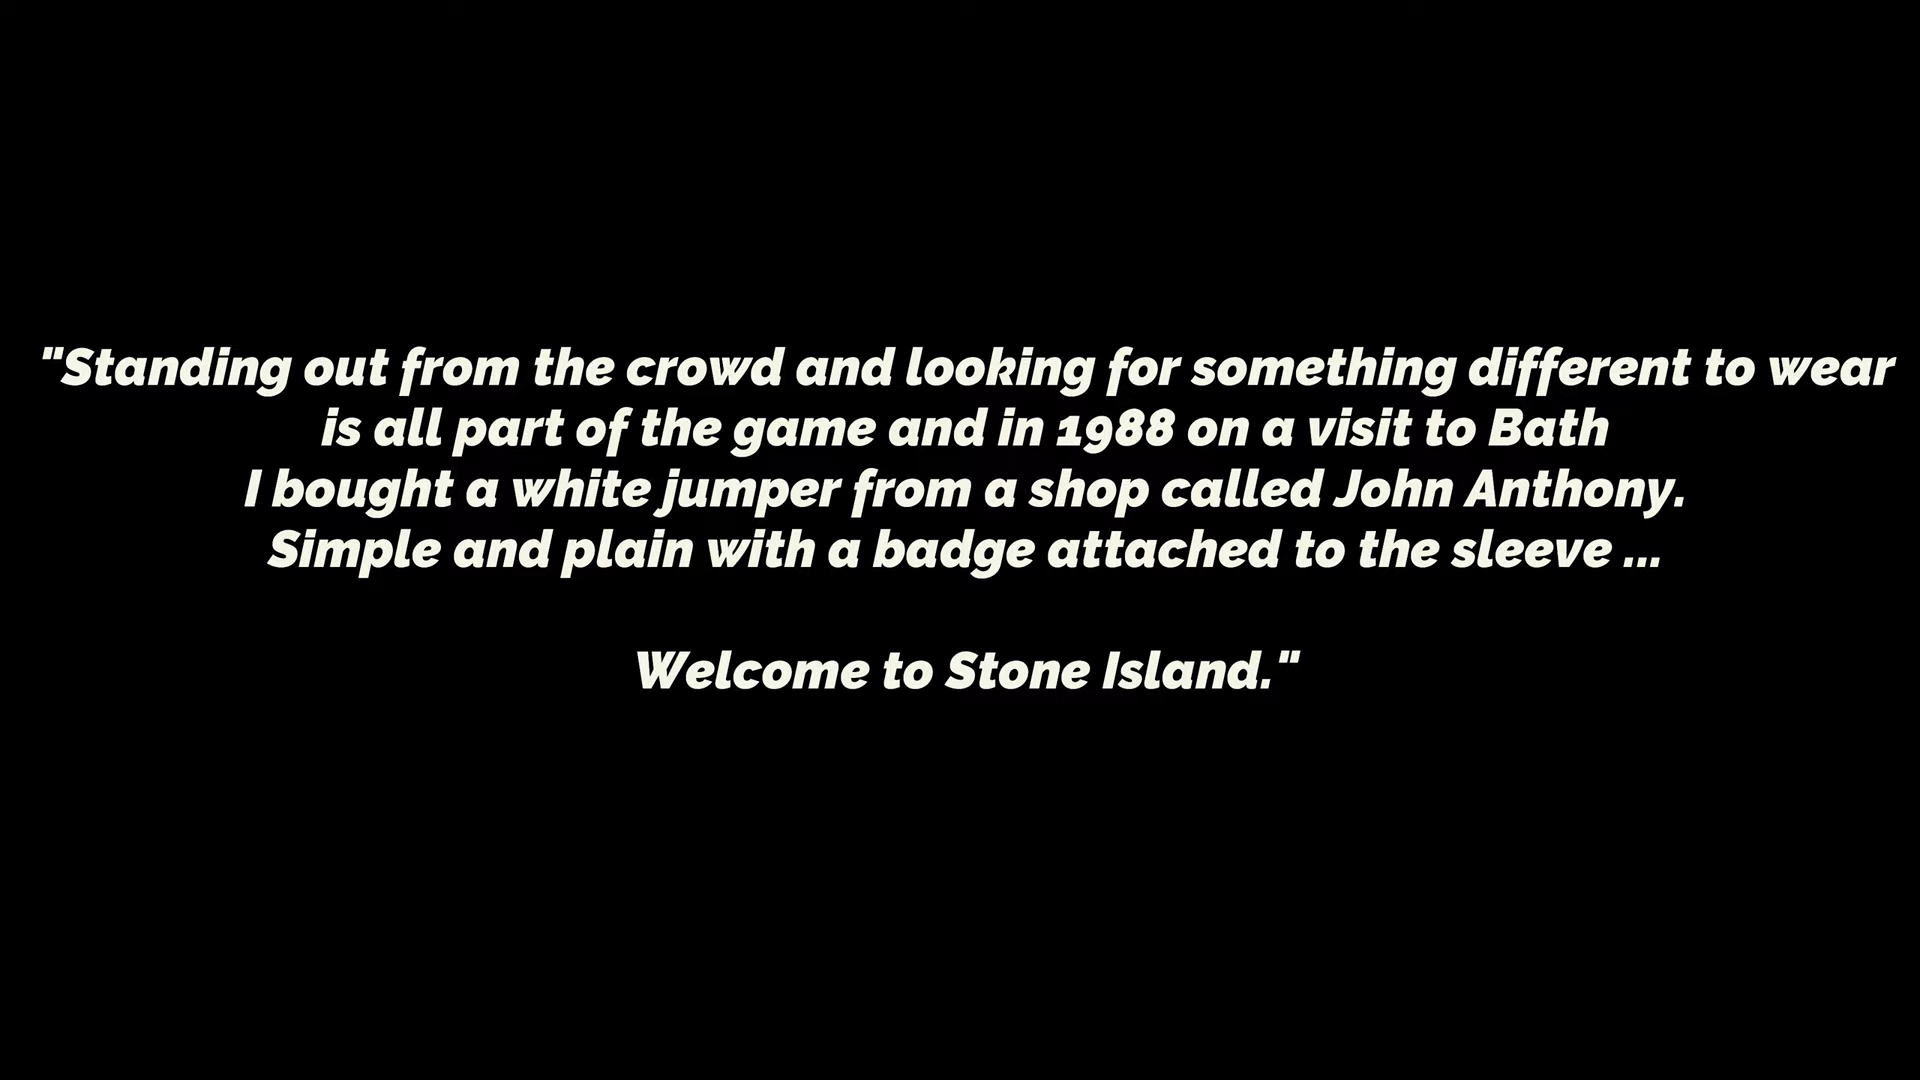 "Standing out from the crowd and looking for something different to wear
is all part of the game and in 1988 on a visit to Bath
I bought a white jumper from a shop called John Anthony.
Simple and plain with a badge attached to the sleeve ...
Welcome to Stone Island."